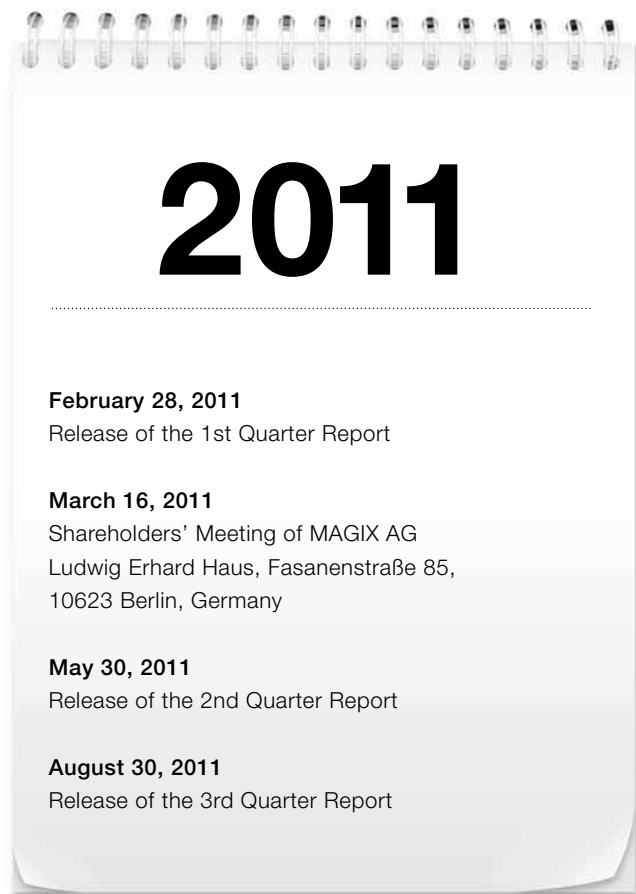 2011
February 28, 2011
Release of the 1st Quarter Report
March 16, 2011
Shareholders’ Meeting of MAGIX AG
Ludwig Erhard Haus, Fasanenstraße 85,
10623 Berlin, Germany
May 30, 2011
Release of the 2nd Quarter Report
August 30, 2011
Release of the 3rd Quarter Report